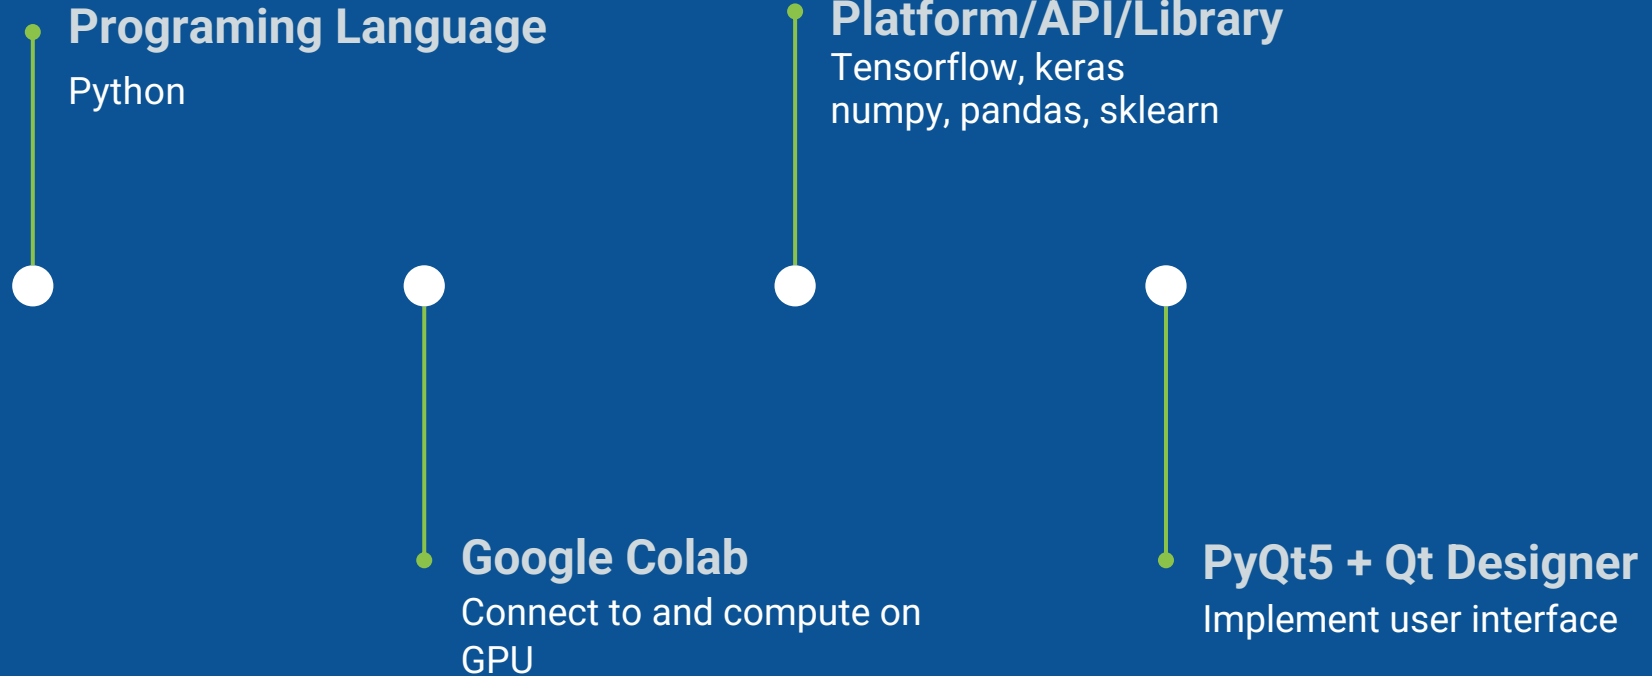 Programing Language
Python
Platform/API/Library
Tensorflow, keras
numpy, pandas, sklearn
Google Colab
Connect to and compute on
GPU
PyQt5 + Qt Designer
Implement user interface